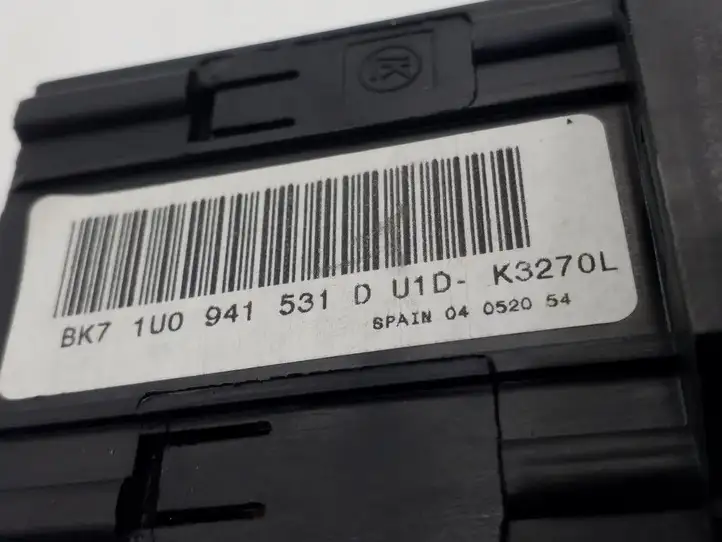 K
BK7 1U0 941 531 D U1D- K3270L
SPAIN 04 0520 54